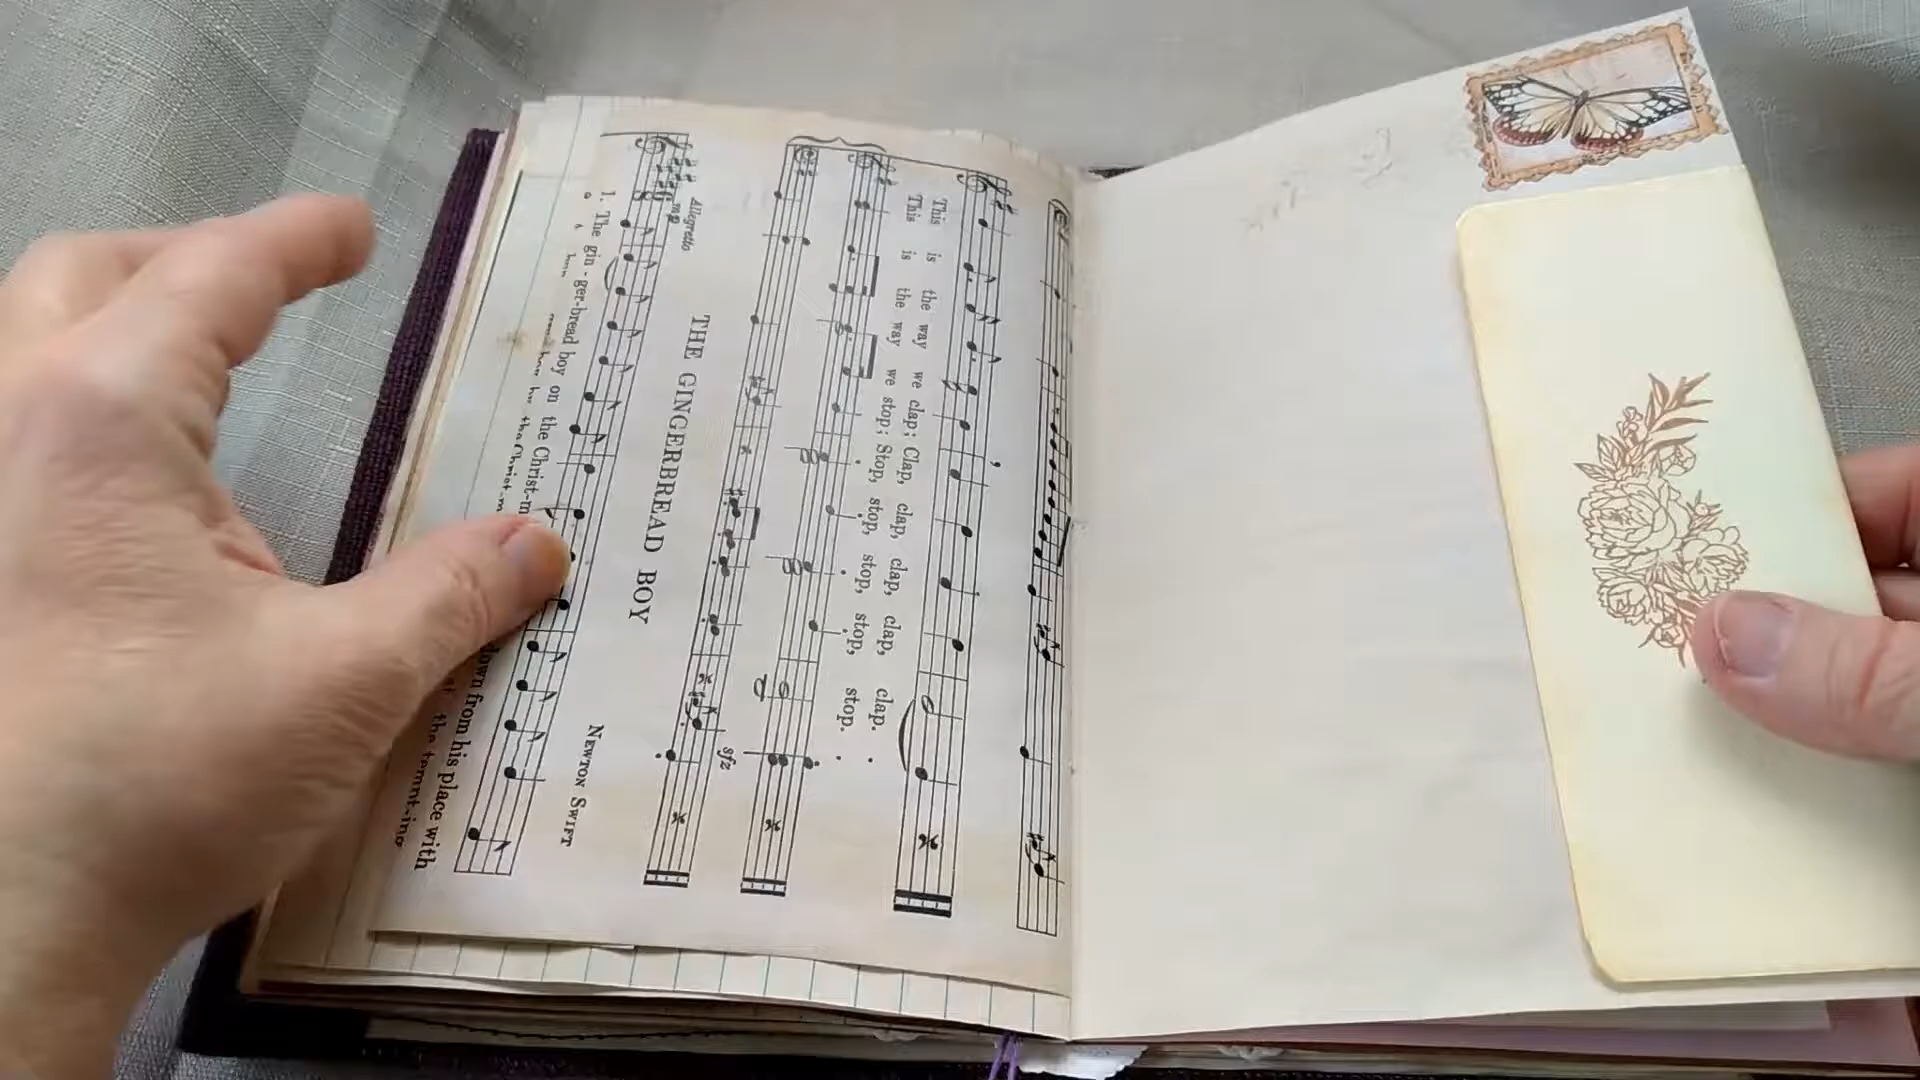 This is the way we clap; Clap, clap, clap, clap, clap.
This is the way we stop; Stop, stop, stop, stop, stop.
sfz
THE GINGERBREAD BOY
NEWTON SWIFT
Allegretto
mp
1. The gin - ger-bread boy on the Christ-m
down from his place with